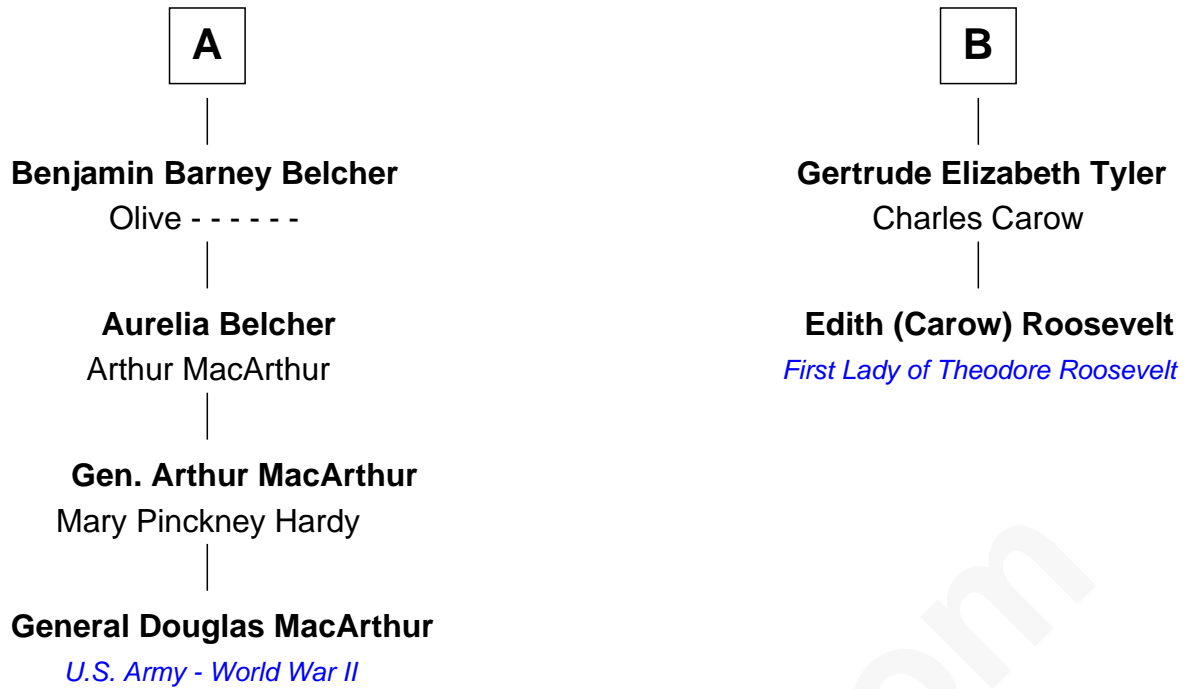 A
Benjamin Barney Belcher
Olive - - - - - -
Aurelia Belcher
Arthur MacArthur
Gen. Arthur MacArthur
Mary Pinckney Hardy
General Douglas MacArthur
U.S. Army - World War II
B
Gertrude Elizabeth Tyler
Charles Carow
Edith (Carow) Roosevelt
First Lady of Theodore Roosevelt
om